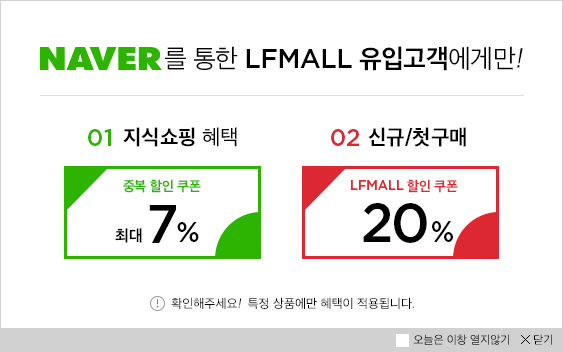 NAVER를 통한 LFMALL 유입고객에게만!
01 지식쇼핑 혜택
중복 할인 쿠폰
최대 7%
02 신규/첫구매
LFMALL 할인 쿠폰
20%
확인해주세요! 특정 상품에만 혜택이 적용됩니다.
오늘은 이창 열지않기 닫기